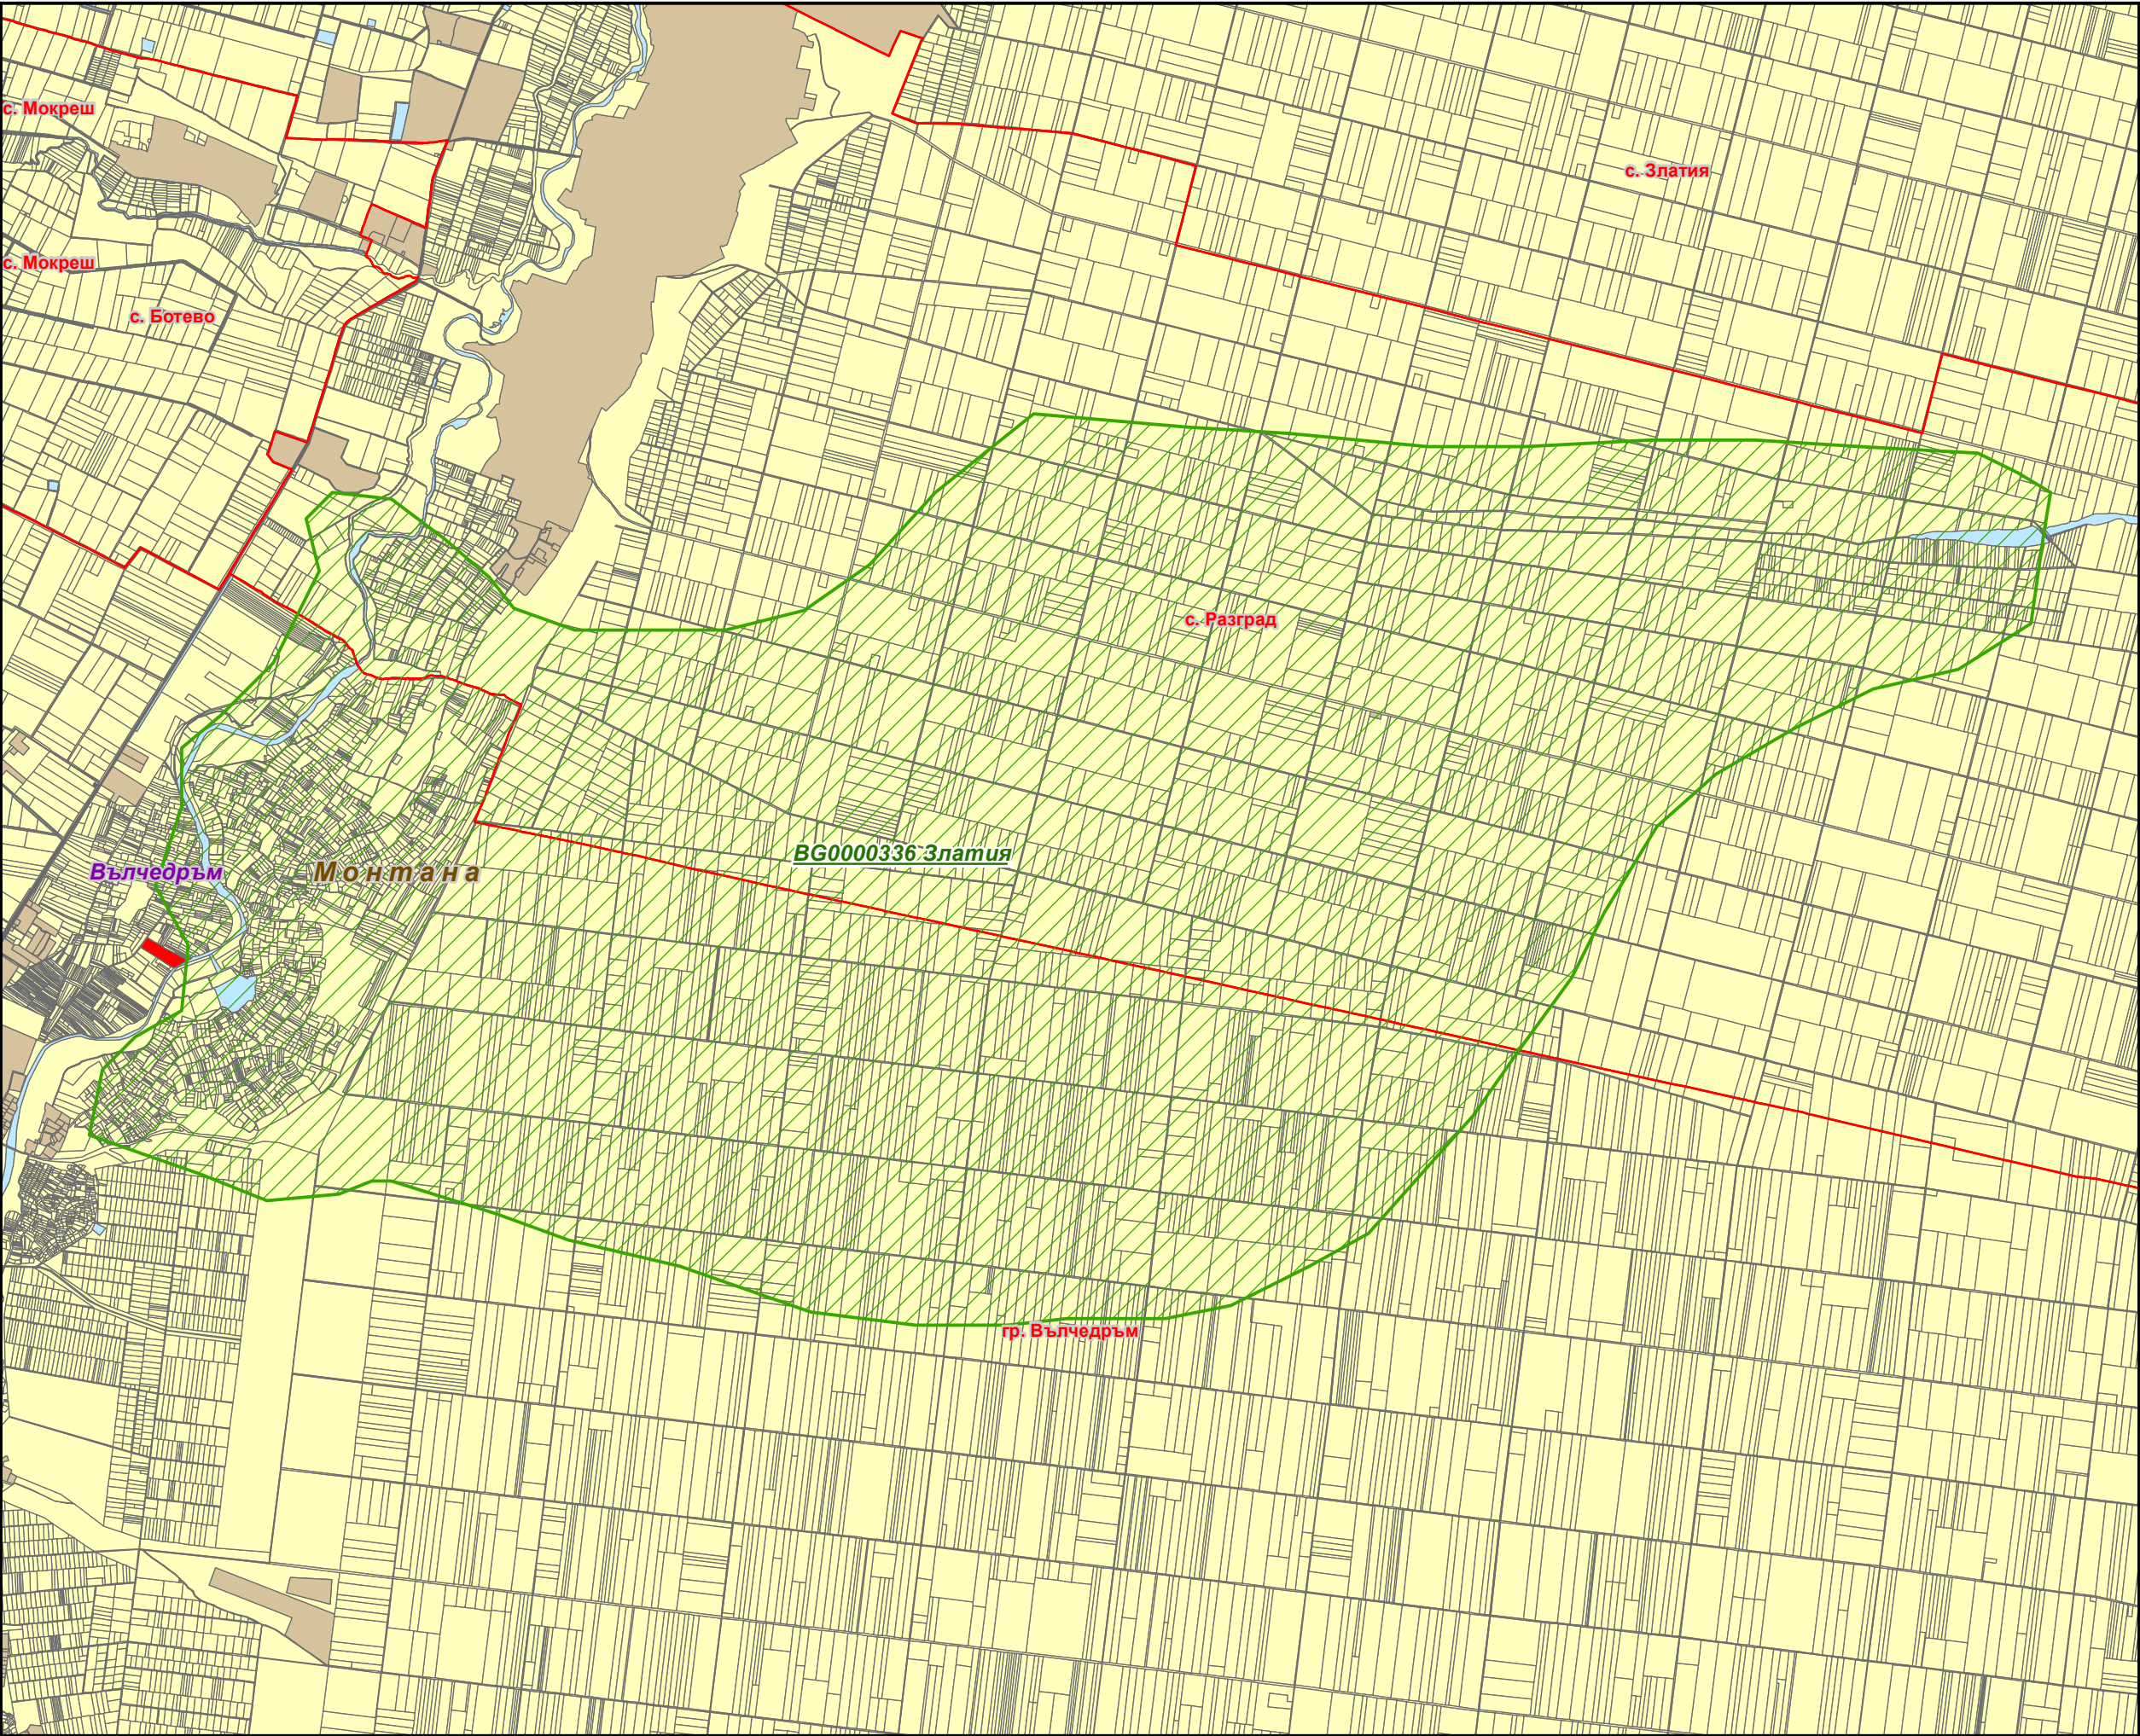 с. Мокреш
с. Златия
с. Мокреш
с. Ботево
с. Разград
BG0000336 Златия
Вълчедръм
Монтана
гр. Вълчедръм